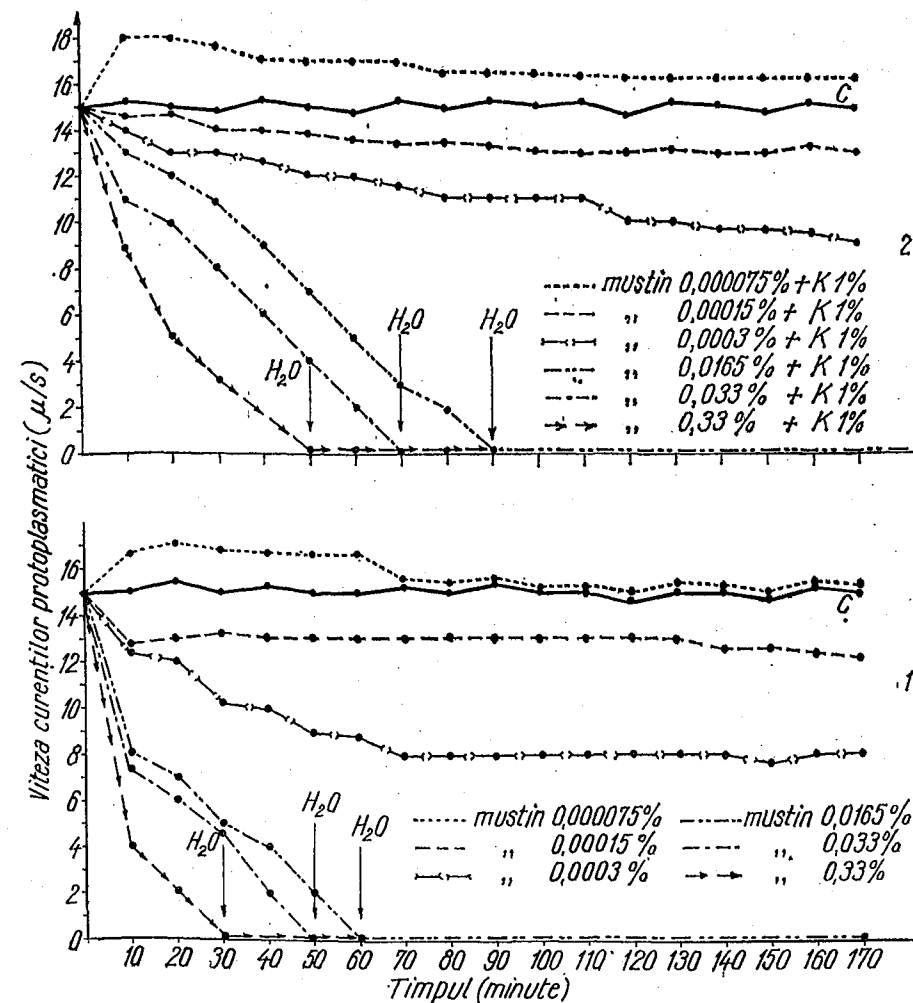 Viteza curentilor protoplasmatici (μ/s)
18
16
14
12
10
8
6
4
2
0
C
2
H₂O
H₂O
H₂O
mustin 0,000075% + K 1%
„ 0,00015% + K 1%
„ 0,0003 % + K 1%
„ 0,0165 % + K 1%
„ 0,033 % + K 1%
„ 0,33 % + K 1%
16
14
12
10
8
6
4
2
0
C
1
H₂O
H₂O
H₂O
mustin 0,000075% mustin 0,0165%
„ 0,00015% „ 0,033%
„ 0,0003 % „ 0,33%
10 20 30 40 50 60 70 80 90 100 110 120 130 140 150 160 170
Timpul (minute)